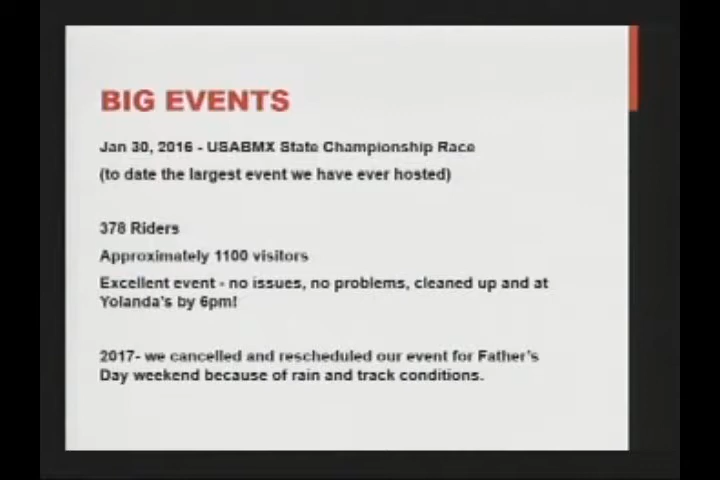 BIG EVENTS
Jan 30, 2016 - USABMX State Championship Race
(to date the largest event we have ever hosted)
378 Riders
Approximately 1100 visitors
Excellent event - no issues, no problems, cleaned up and at
Yolanda's by 6pm!
2017- we cancelled and rescheduled our event for Father's
Day weekend because of rain and track conditions.